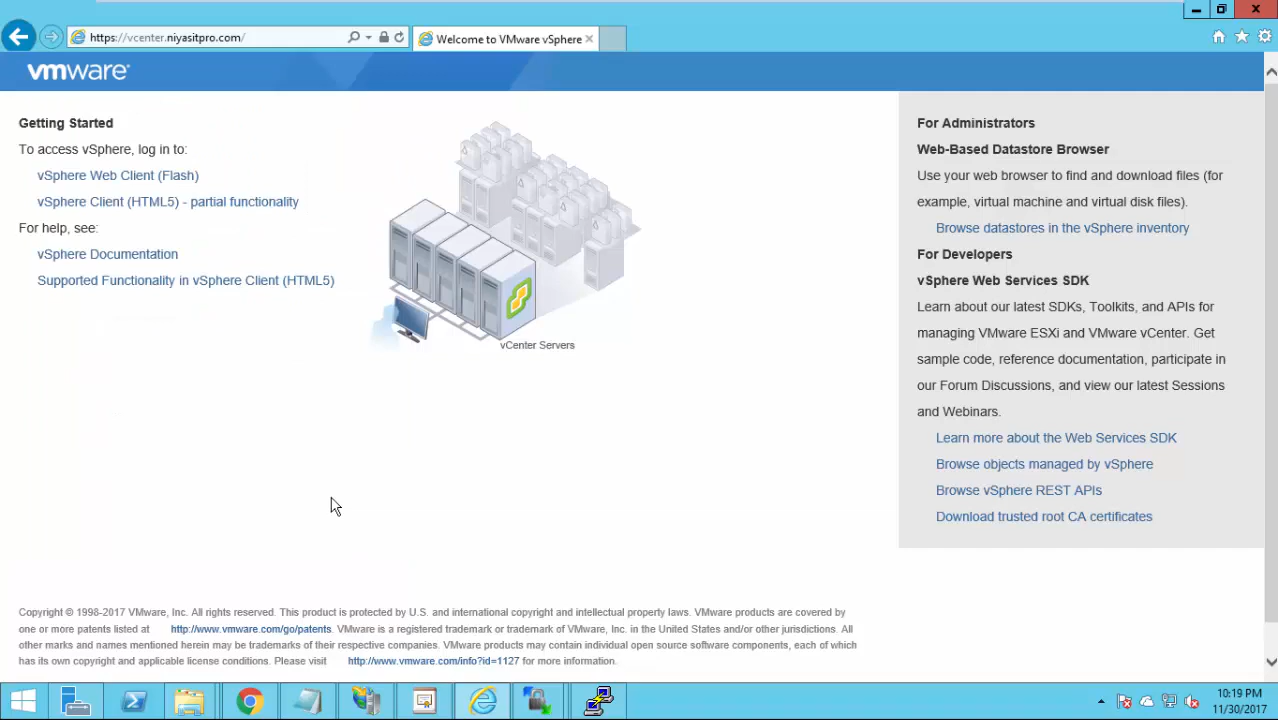 https://vcenter.niyasitpro.com/
Welcome to VMware vSphere
vmware®
Getting Started
To access vSphere, log in to:
vSphere Web Client (Flash)
vSphere Client (HTML5) - partial functionality
For help, see:
vSphere Documentation
Supported Functionality in vSphere Client (HTML5)
vCenter Servers
For Administrators
Web-Based Datastore Browser
Use your web browser to find and download files (for
example, virtual machine and virtual disk files).
Browse datastores in the vSphere inventory
For Developers
vSphere Web Services SDK
Learn about our latest SDKs, Toolkits, and APIs for
managing VMware ESXi and VMware vCenter. Get
sample code, reference documentation, participate in
our Forum Discussions, and view our latest Sessions
and Webinars.
Learn more about the Web Services SDK
Browse objects managed by vSphere
Browse vSphere REST APIs
Download trusted root CA certificates
Copyright © 1998-2017 VMware, Inc. All rights reserved. This product is protected by U.S. and international copyright and intellectual property laws. VMware products are covered by
one or more patents listed at http://www.vmware.com/go/patents. VMware is a registered trademark or trademark of VMware, Inc. in the United States and/or other jurisdictions. All
other marks and names mentioned herein may be trademarks of their respective companies. VMware products may contain individual open source software components, each of which
has its own copyright and applicable license conditions. Please visit http://www.vmware.com/info?id=1127 for more information.
10:19 PM
11/30/2017